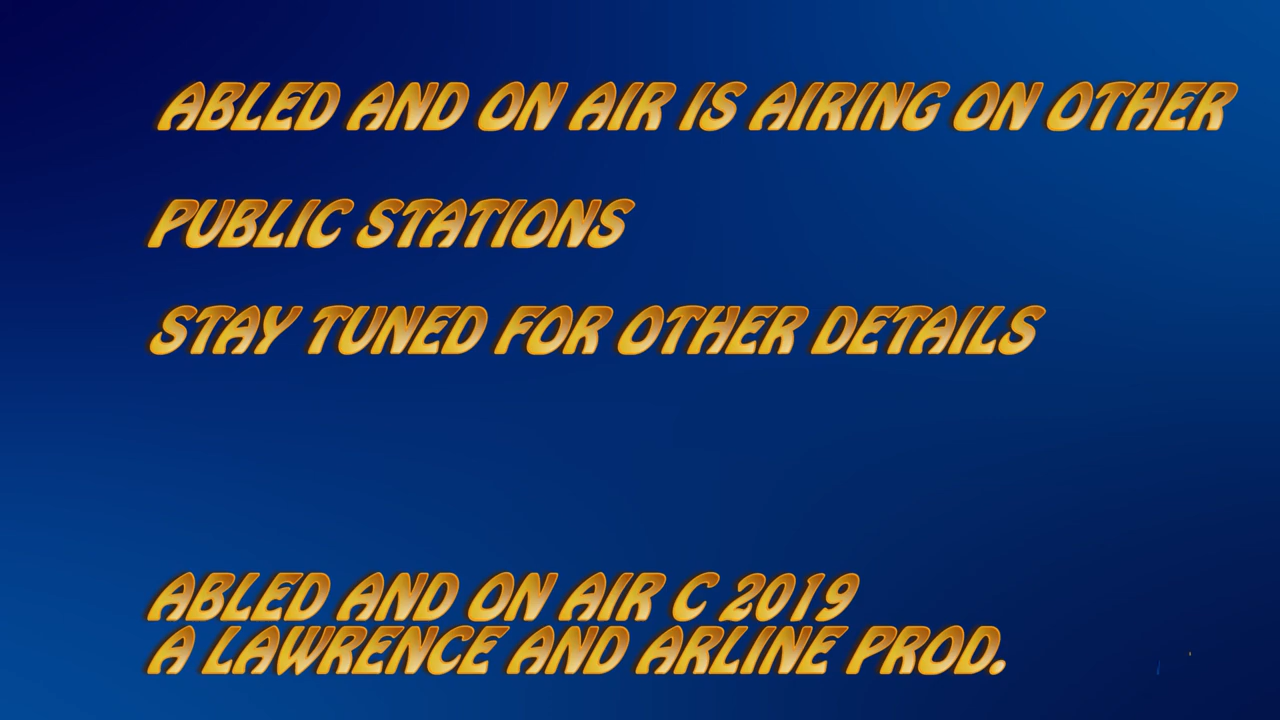 ABLED AND ON AIR IS AIRING ON OTHER
PUBLIC STATIONS
STAY TUNED FOR OTHER DETAILS
ABLED AND ON AIR C 2019
A LAWRENCE AND ARLINE PROD.